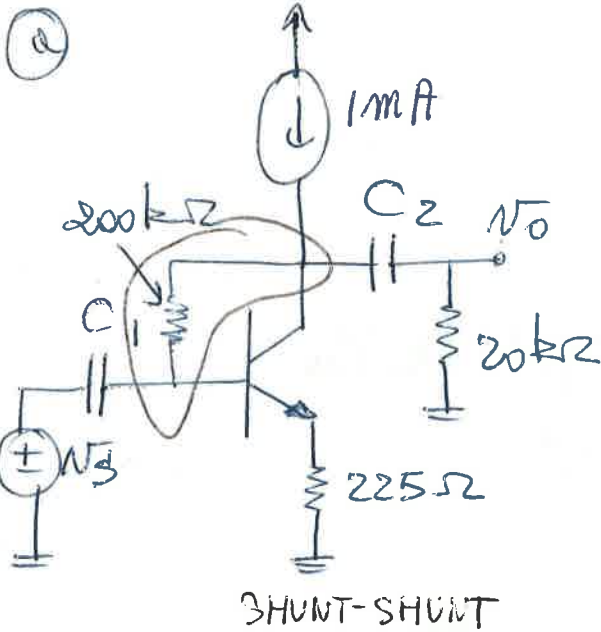 a
1mA
200kΩ
C2
vo
C1
20kΩ
±
vs
225Ω
SHUNT-SHUNT